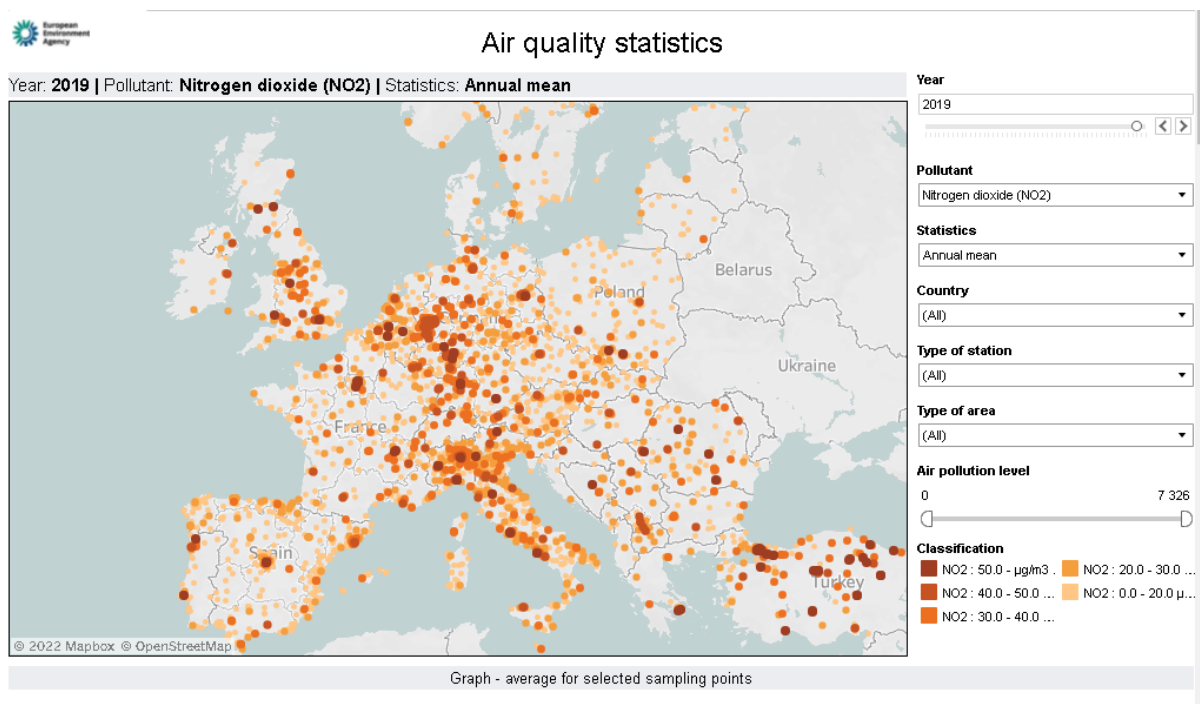 European
Environment
Agency
Air quality statistics
Year: 2019 | Pollutant: Nitrogen dioxide (NO2) | Statistics: Annual mean
Year
2019
Pollutant
Nitrogen dioxide (NO2)
Statistics
Annual mean
Country
(All)
Type of station
(All)
Type of area
(All)
Air pollution level
0 7 326
Classification
NO2 : 50.0 - µg/m3 . NO2 : 20.0 - 30.0 ...
NO2 : 40.0 - 50.0 ... NO2 : 0.0 - 20.0 µ...
NO2 : 30.0 - 40.0 ...
Belarus
Poland
Ukraine
France
Spain
Turkey
© 2022 Mapbox © OpenStreetMap
Graph - average for selected sampling points